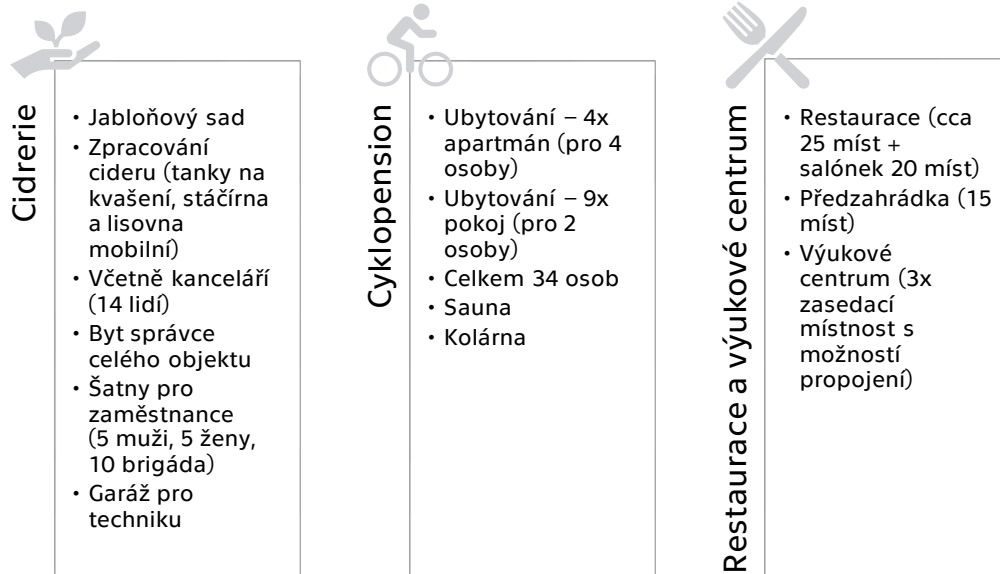 Cidrerie
• Jabloňový sad
• Zpracování
cideru (tanky na
kvašení, stáčírna
a lisovna
mobilní)
• Včetně kanceláří
(14 lidí)
• Byt správce
celého objektu
• Šatny pro
zaměstnance
(5 muži, 5 ženy,
10 brigáda)
• Garáž pro
techniku
Cyklopension
• Ubytování – 4x
apartmán (pro 4
osoby)
• Ubytování – 9x
pokoj (pro 2
osoby)
• Celkem 34 osob
• Sauna
• Kolárna
Restaurace a výukové centrum
• Restaurace (cca
25 míst +
salónek 20 míst)
• Předzahrádka (15
míst)
• Výukové
centrum (3x
zasedací
místnost s
možností
propojení)